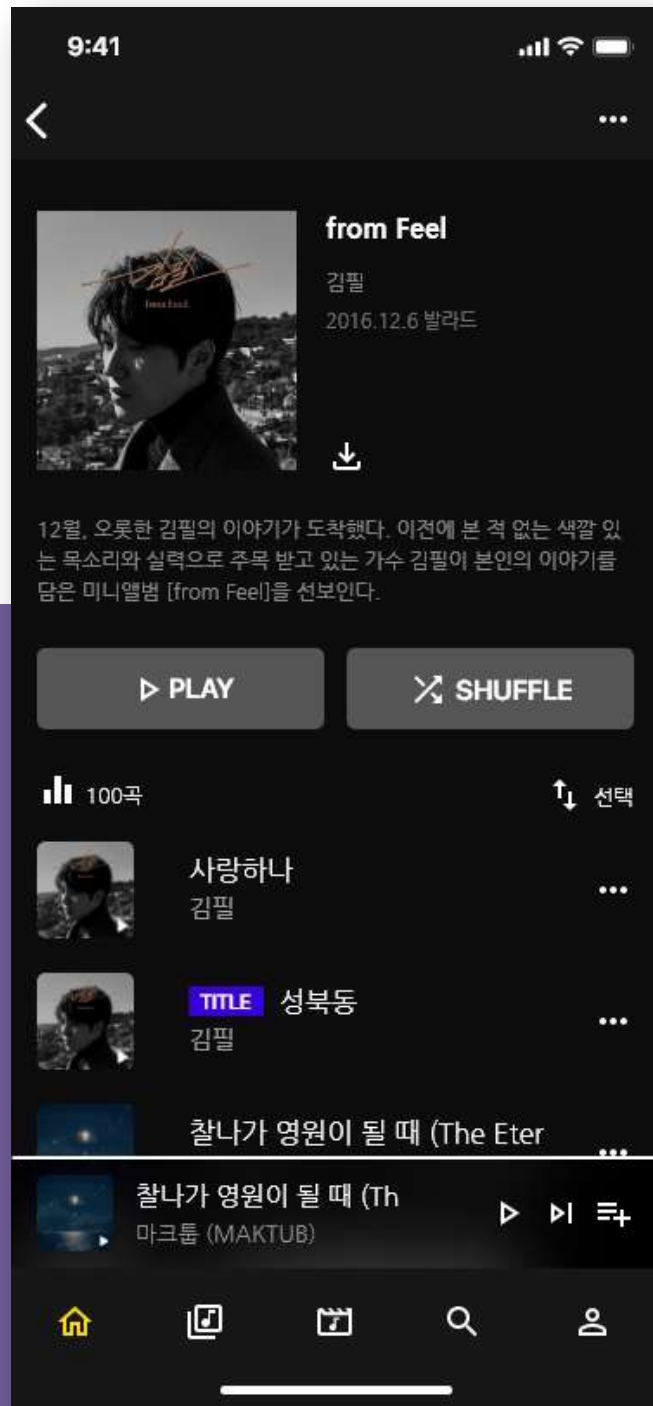 9:41
from Feel
김필
from Feel
김필
2016.12.6 발라드
12월, 오롯한 김필의 이야기가 도착했다. 이전에 본 적 없는 색깔 있
는 목소리와 실력으로 주목 받고 있는 가수 김필이 본인의 이야기를
담은 미니앨범 [from Feel]을 선보인다.
PLAY
SHUFFLE
100곡
선택
사랑하나
김필
TITLE 성북동
김필
찰나가 영원이 될 때 (The Eter
찰나가 영원이 될 때 (Th
마크툽 (MAKTUB)